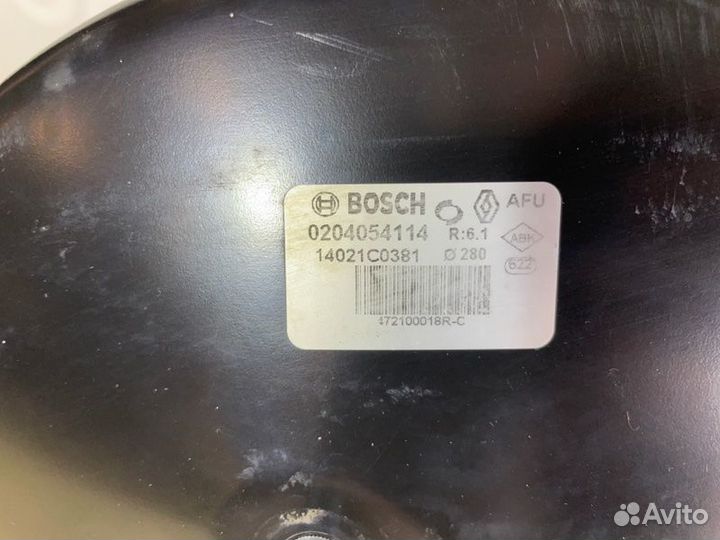 BOSCH AFU
0204054114 R:6.1 ABK
14021C0381 Ø 280 622
472100018R-C
Avito